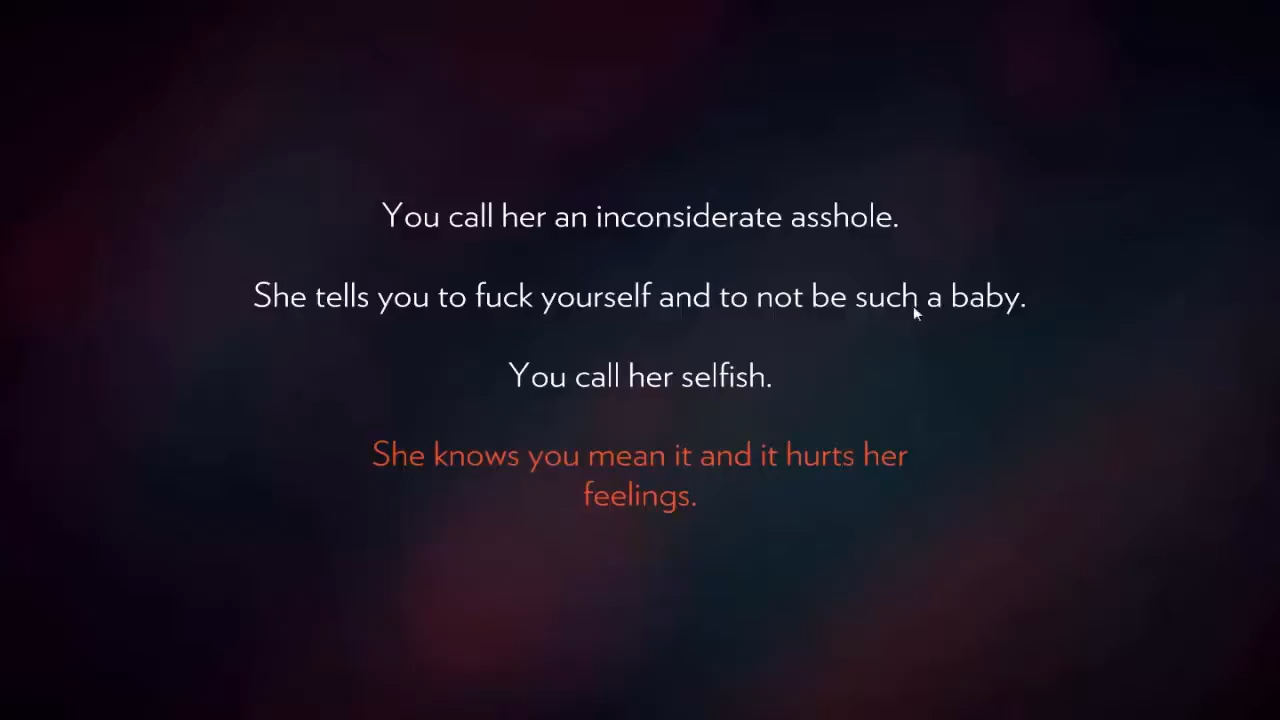 You call her an inconsiderate asshole.
She tells you to fuck yourself and to not be such a baby.
You call her selfish.
She knows you mean it and it hurts her
feelings.